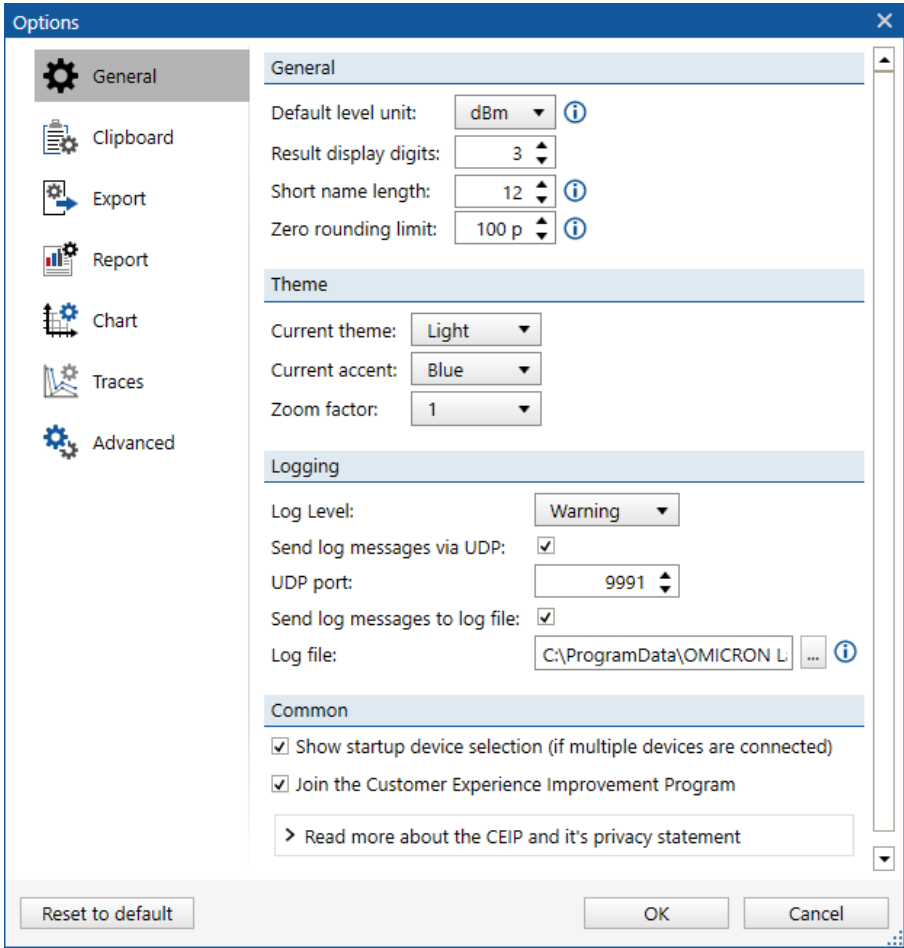 Options
General
Clipboard
Export
Report
Chart
Traces
Advanced
General
Default level unit: dBm
Result display digits: 3
Short name length: 12
Zero rounding limit: 100 p
Theme
Current theme: Light
Current accent: Blue
Zoom factor: 1
Logging
Log Level: Warning
Send log messages via UDP:
UDP port: 9991
Send log messages to log file:
Log file: C:\ProgramData\OMICRON L ...
Common
Show startup device selection (if multiple devices are connected)
Join the Customer Experience Improvement Program
Read more about the CEIP and it's privacy statement
Reset to default OK Cancel